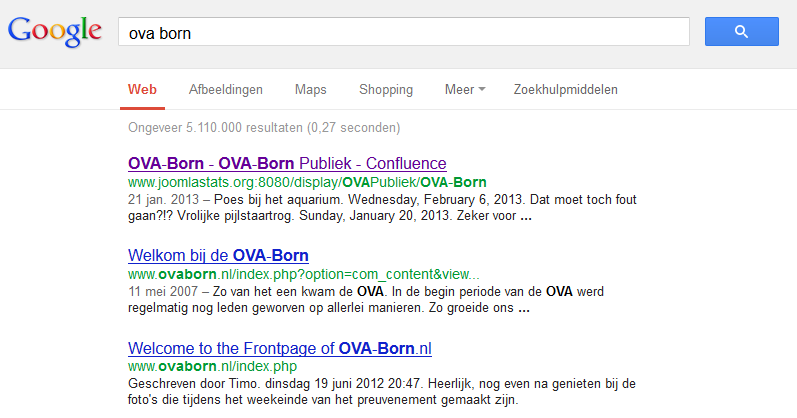 Google
ova born
Web Afbeeldingen Maps Shopping Meer Zoekhulpmiddelen
Ongeveer 5.110.000 resultaten (0,27 seconden)
OVA-Born - OVA-Born Publiek - Confluence
www.joomlastats.org:8080/display/OVAPubliek/OVA-Born
21 jan. 2013 – Poes bij het aquarium. Wednesday, February 6, 2013. Dat moet toch fout
gaan?!? Vrolijke pijlstaartrog. Sunday, January 20, 2013. Zeker voor ...
Welkom bij de OVA-Born
www.ovaborn.nl/index.php?option=com_content&view...
11 mei 2007 – Zo van het een kwam de OVA. In de begin periode van de OVA werd
regelmatig nog leden geworven op allerlei manieren. Zo groeide ons ...
Welcome to the Frontpage of OVA-Born.nl
www.ovaborn.nl/index.php
Geschreven door Timo. dinsdag 19 juni 2012 20:47. Heerlijk, nog even na genieten bij de
foto's die tijdens het weekeinde van het preuvenement gemaakt zijn.